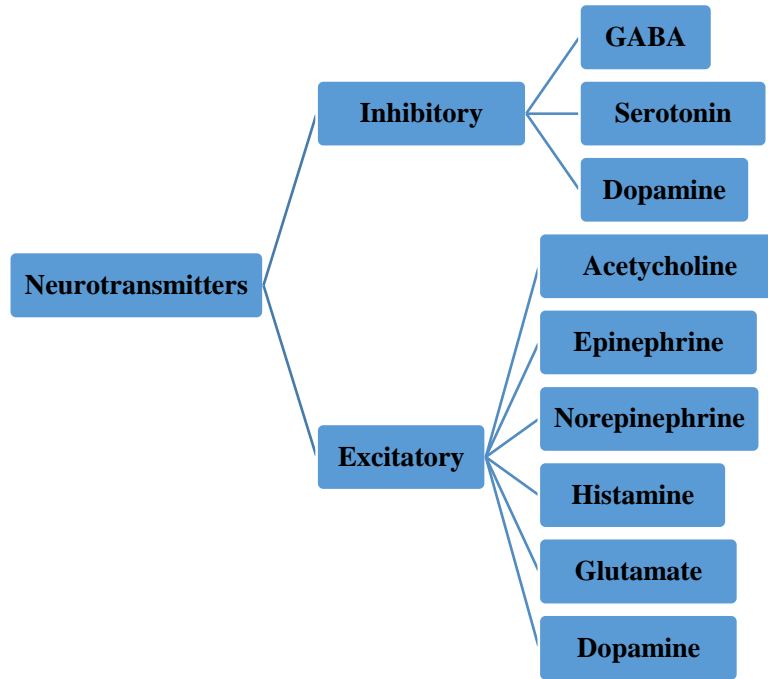 GABA
Inhibitory
Serotonin
Dopamine
Neurotransmitters
Acetycholine
Epinephrine
Norepinephrine
Excitatory
Histamine
Glutamate
Dopamine